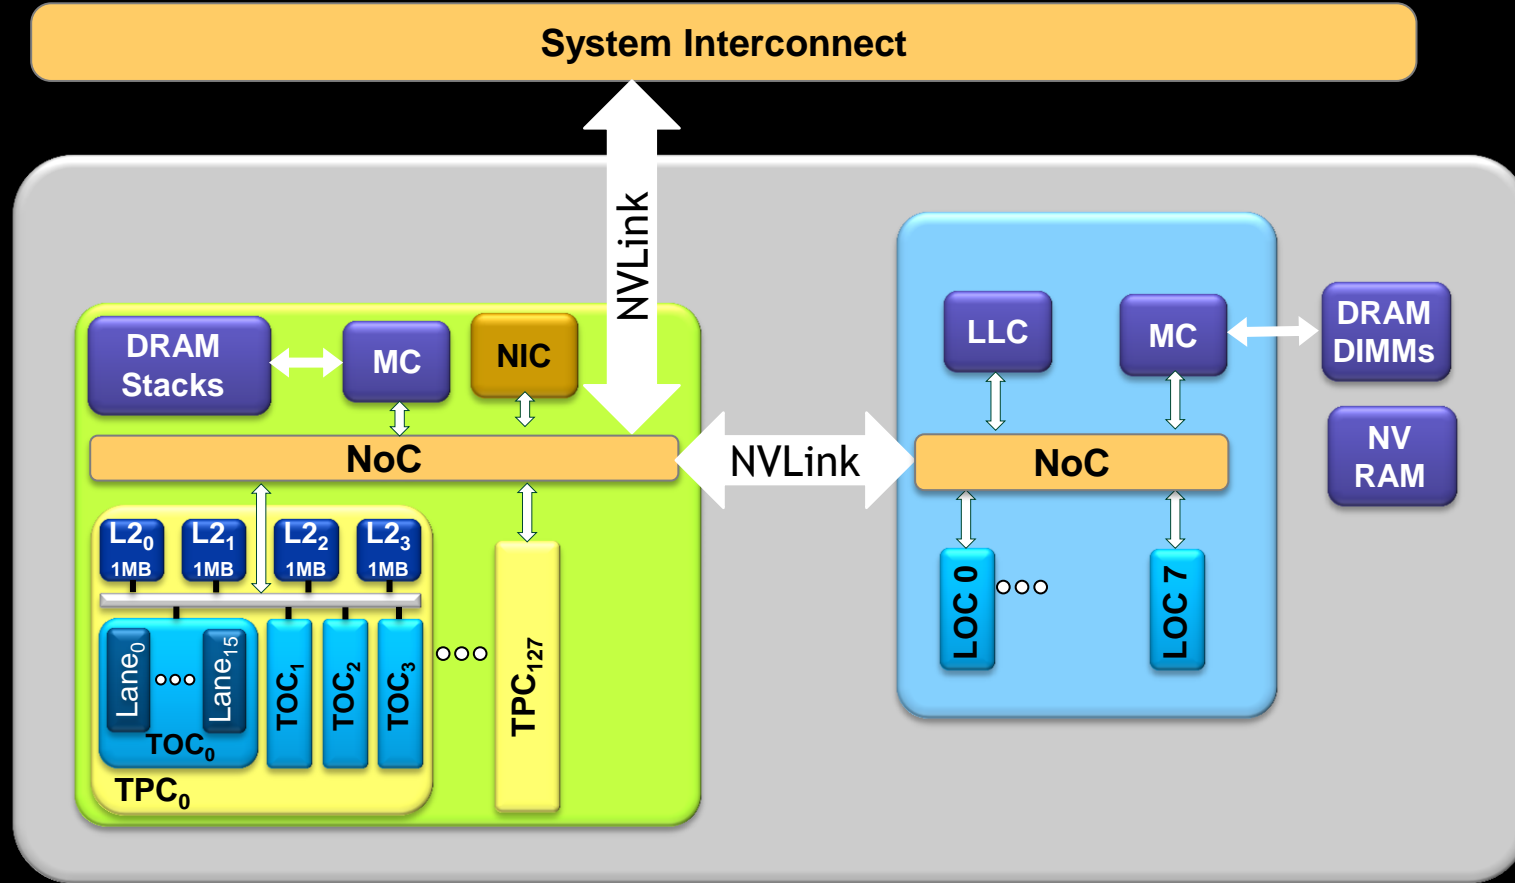 System Interconnect
NVLink
DRAM
Stacks
MC
NIC
NoC
NVLink
LLC
MC
DRAM
DIMMs
NV
RAM
NoC
L2₀
1MB
L2₁
1MB
L2₂
1MB
L2₃
1MB
Lane₀
Lane₁₅
TOC₀
TOC₁
TOC₂
TOC₃
TPC₀
TPC₁₂₇
LOC 0
LOC 7